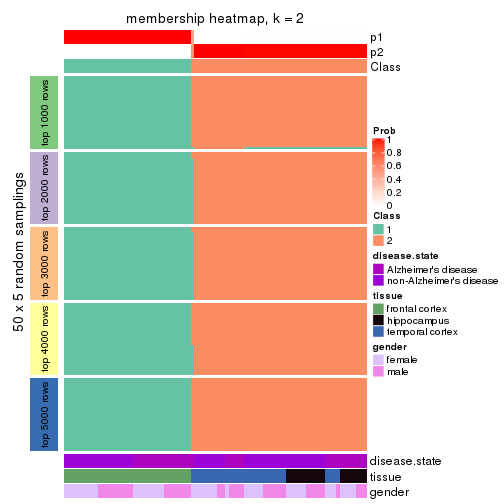 membership heatmap, k = 2
p1
p2
Class
50 x 5 random samplings
top 1000 rows
top 2000 rows
top 3000 rows
top 4000 rows
top 5000 rows
disease.state
tissue
gender
Prob
1
0.8
0.6
0.4
0.2
0
Class
1
2
disease.state
Alzheimer's disease
non-Alzheimer's disease
tissue
frontal cortex
hippocampus
temporal cortex
gender
female
male